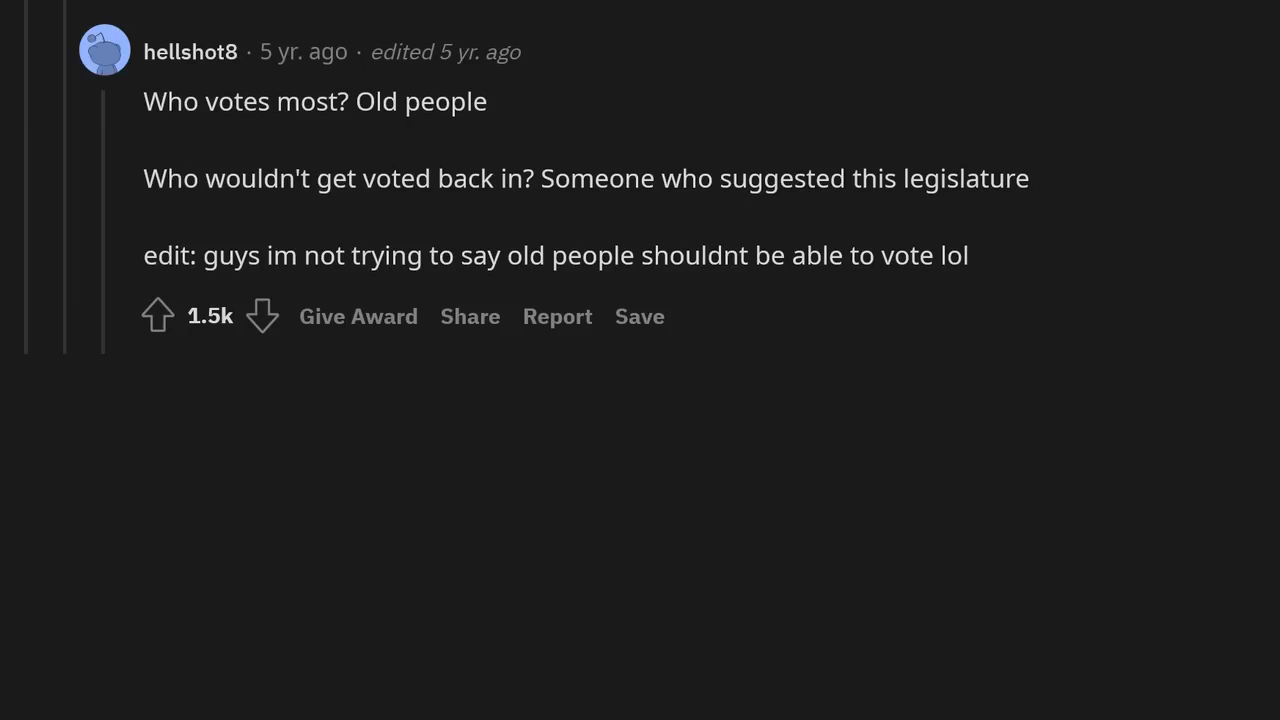 hellshot8 · 5 yr. ago · edited 5 yr. ago
Who votes most? Old people
Who wouldn't get voted back in? Someone who suggested this legislature
edit: guys im not trying to say old people shouldnt be able to vote lol
1.5k Give Award Share Report Save